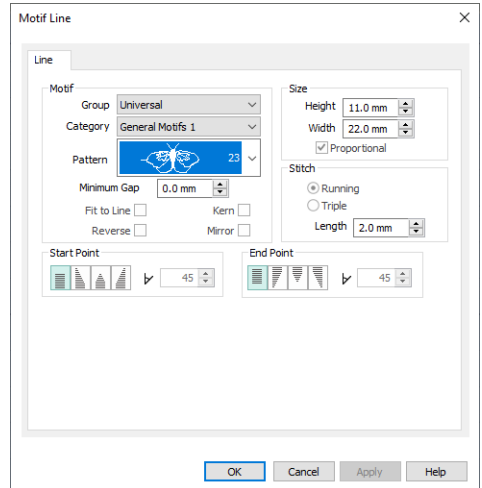 Motif Line
Line
Motif
Group Universal
Category General Motifs 1
Pattern 23
Minimum Gap 0.0 mm
Fit to Line Kern
Reverse Mirror
Size
Height 11.0 mm
Width 22.0 mm
Proportional
Stitch
Running
Triple
Length 2.0 mm
Start Point
45
End Point
45
OK Cancel Apply Help